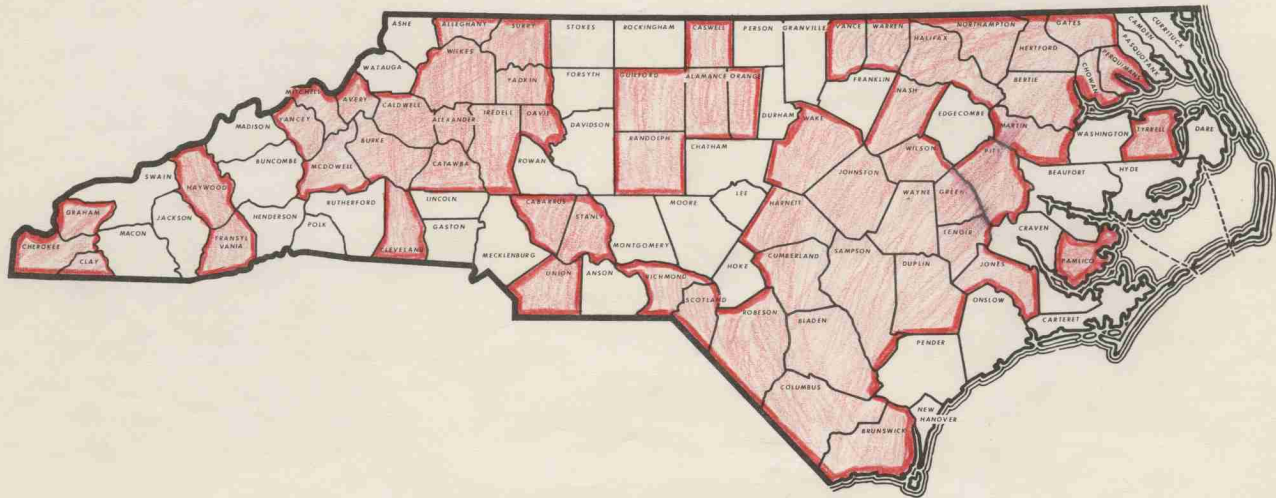 ASHE
ALLEGHANY
SURRY
STOKES
ROCKINGHAM
CASWELL
PERSON
GRANVILLE
VANCE
WARREN
NORTHAMPTON
GATES
CAMDEN
CURRITUCK
PASQUOTANK
PERQUIMANS
CHOWAN
HALIFAX
HERTFORD
BERTIE
WATAUGA
WILKES
YADKIN
FORSYTH
GUILFORD
ALAMANCE
ORANGE
DURHAM
FRANKLIN
NASH
EDGECOMBE
MARTIN
WASHINGTON
TYRRELL
DARE
MITCHELL
AVERY
CALDWELL
ALEXANDER
IREDELL
DAVIE
DAVIDSON
RANDOLPH
CHATHAM
WAKE
WILSON
PITT
BEAUFORT
HYDE
MADISON
YANCEY
BURKE
McDOWELL
CATAWBA
ROWAN
JOHNSTON
WAYNE
GREENE
LENOIR
CRAVEN
PAMLICO
BUNCOMBE
HAYWOOD
SWAIN
GRAHAM
JACKSON
MACON
CHEROKEE
CLAY
TRANSYL
VANIA
HENDERSON
POLK
RUTHERFORD
CLEVELAND
LINCOLN
GASTON
MECKLENBURG
CABARRUS
STANLY
MONTGOMERY
MOORE
LEE
HARNETT
UNION
ANSON
RICHMOND
SCOTLAND
HOKE
CUMBERLAND
SAMPSON
DUPLIN
JONES
ONSLOW
CARTERET
ROBESON
BLADEN
PENDER
COLUMBUS
BRUNSWICK
NEW
HANOVER